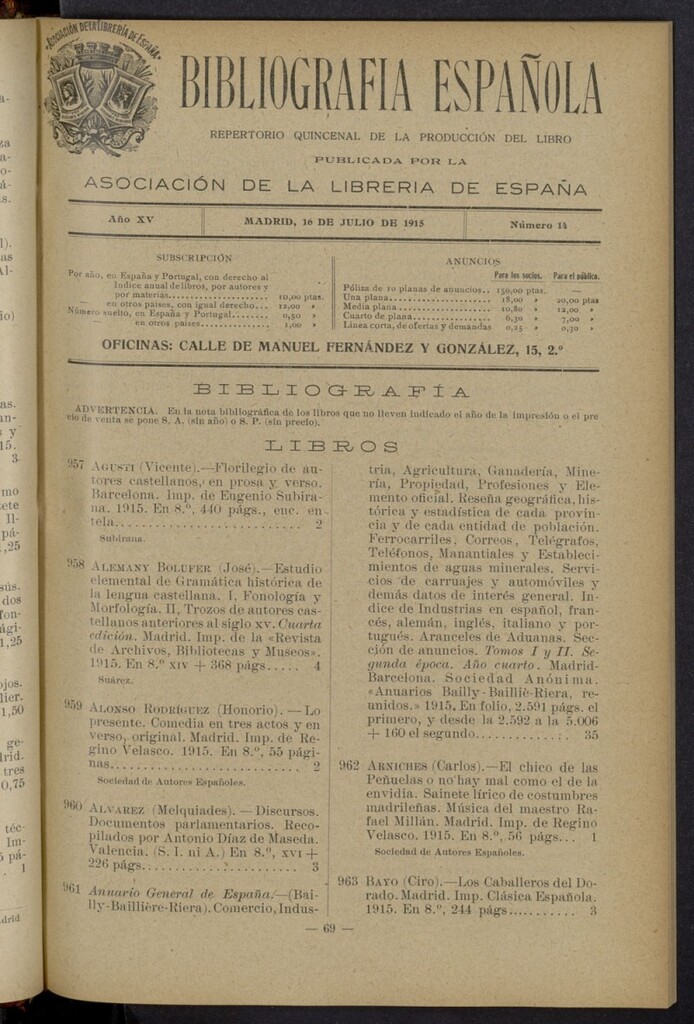 ASOCIACIÓN DE LA LIBRERIA DE ESPAÑA
BIBLIOGRAFIA ESPAÑOLA
REPERTORIO QUINCENAL DE LA PRODUCCIÓN DEL LIBRO
PUBLICADA POR LA
ASOCIACIÓN DE LA LIBRERIA DE ESPAÑA
Año XV MADRID, 16 DE JULIO DE 1915 Número 14
SUBSCRIPCIÓN
Por año, en España y Portugal, con derecho al
Indice anual de libros, por autores y
por materias........................ 10,00 ptas.
— en otros países, con igual derecho... 12,00 »
Número suelto, en España y Portugal........ 0,50 »
en otros países................ 1,00 »
ANUNCIOS
Para los socios. Para el público.
Póliza de 10 planas de anuncios.. 150,00 ptas. —
Una plana........................ 18,00 » 20,00 ptas
Media plana...................... 10,80 » 12,00 »
Cuarto de plana.................. 6,30 » 7,00 »
Línea corta, de ofertas y demandas 0,25 » 0,30 »
OFICINAS: CALLE DE MANUEL FERNÁNDEZ Y GONZÁLEZ, 15, 2.º
BIBLIOGRAFÍA
ADVERTENCIA. En la nota bibliográfica de los libros que no lleven indicado el año de la impresión o el pre
cio de venta se pone S. A. (sin año) o S. P. (sin precio).
LIBROS
957 AGUSTI (Vicente).—Florilegio de au-
tores castellanos, en prosa y verso.
Barcelona. Imp. de Eugenio Subira-
na. 1915. En 8.º, 440 págs., enc. en
tela........................ 2
Subirana.
958 ALEMANY BOLUFER (José).—Estudio
elemental de Gramática histórica de
la lengua castellana. I, Fonología y
Morfología. II, Trozos de autores cas-
tellanos anteriores al siglo XV. Cuarta
edición. Madrid. Imp. de la «Revista
de Archivos, Bibliotecas y Museos».
1915. En 8.º XIV + 368 págs..... 4
Suárez.
959 ALONSO RODRÍGUEZ (Honorio). — Lo
presente. Comedia en tres actos y en
verso, original. Madrid. Imp. de Re-
gino Velasco. 1915. En 8.º, 55 pági-
nas........................ 2
Sociedad de Autores Españoles.
960 ALVAREZ (Melquiades). — Discursos.
Documentos parlamentarios. Reco-
pilados por Antonio Díaz de Maseda.
Valencia. (S. I. ni A.) En 8.º, XVI +
226 págs.................... 3
961 Anuario General de España.—(Bai-
lly-Baillière-Riera). Comercio, Indus-
tria, Agricultura, Ganadería, Mine-
ría, Propiedad, Profesiones y Ele-
mento oficial. Reseña geográfica, his-
tórica y estadística de cada provin-
cia y de cada entidad de población.
Ferrocarriles, Correos, Telégrafos,
Teléfonos, Manantiales y Estableci-
mientos de aguas minerales. Servi-
cios de carruajes y automóviles y
demás datos de interés general. In-
dice de Industrias en español, fran-
cés, alemán, inglés, italiano y por-
tugués. Aranceles de Aduanas. Sec-
ción de anuncios. Tomos I y II. Se-
gunda época. Año cuarto. Madrid-
Barcelona. Sociedad Anónima.
«Anuarios Bailly-Bailliè-Riera, re-
unidos.» 1915. En folio, 2.591 págs. el
primero, y desde la 2.592 a la 5.006
+ 160 el segundo............ 35
962 ARNICHES (Carlos).—El chico de las
Peñuelas o no hay mal como el de la
envidia. Sainete lírico de costumbres
madrileñas. Música del maestro Ra-
fael Millán. Madrid. Imp. de Regino
Velasco. 1915. En 8.º, 56 págs... 1
Sociedad de Autores Españoles.
963 BAYO (Ciro).—Los Caballeros del Do-
rado. Madrid. Imp. Clásica Española.
1915. En 8.º, 244 págs.......... 3
— 69 —